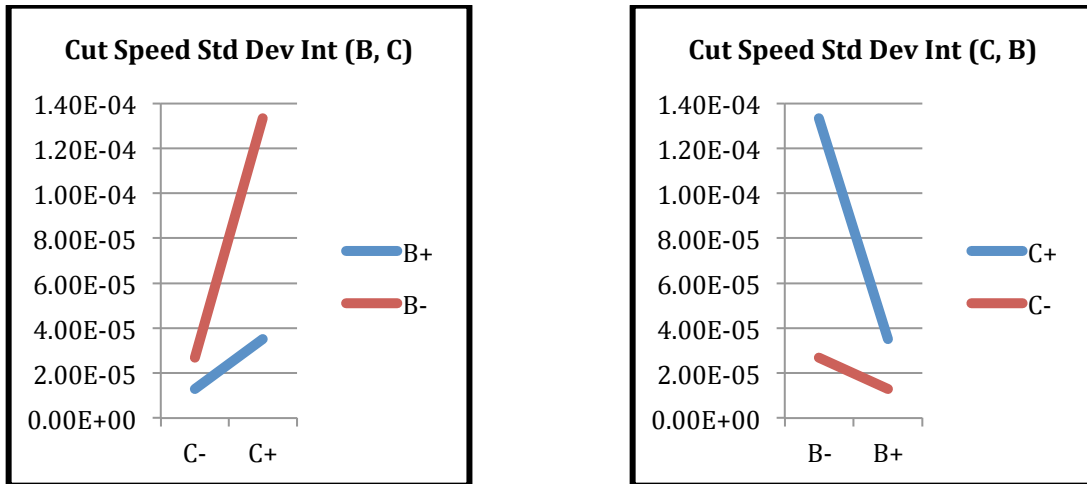 Cut Speed Std Dev Int (B, C)
1.40E-04
1.20E-04
1.00E-04
8.00E-05
6.00E-05
4.00E-05
2.00E-05
0.00E+00
C-
C+
B+
B-
Cut Speed Std Dev Int (C, B)
1.40E-04
1.20E-04
1.00E-04
8.00E-05
6.00E-05
4.00E-05
2.00E-05
0.00E+00
B-
B+
C+
C-